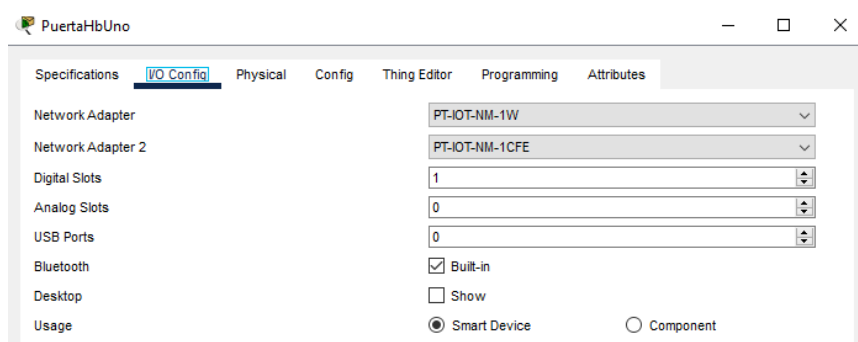 PuertaHbUno
Specifications I/O Config Physical Config Thing Editor Programming Attributes
Network Adapter PT-IOT-NM-1W
Network Adapter 2 PT-IOT-NM-1CFE
Digital Slots 1
Analog Slots 0
USB Ports 0
Bluetooth Built-in
Desktop Show
Usage Smart Device Component